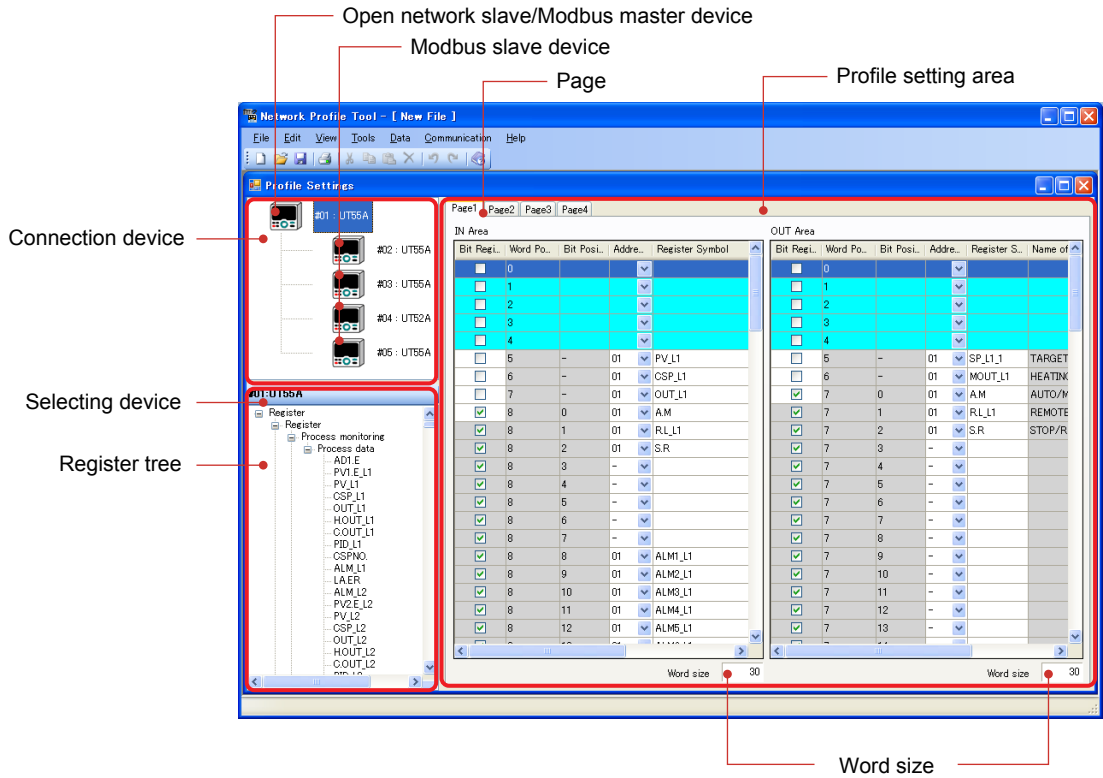 Open network slave/Modbus master device
Modbus slave device
Page
Profile setting area
Connection device
Selecting device
Register tree
Network Profile Tool - [ New File ]
File Edit View Tools Data Communication Help
Profile Settings
#01 : UT55A
#02 : UT55A
#03 : UT55A
#04 : UT52A
#05 : UT55A
#01:UT55A
Register
Register
Process monitoring
Process data
AD1.E
PV1.E_L1
PV_L1
CSP_L1
OUT_L1
H.OUT_L1
C.OUT_L1
PID_L1
CSPNO.
ALM_L1
LA.ER
ALM_L2
PV2.E_L2
PV_L2
CSP_L2
OUT_L2
H.OUT_L2
C.OUT_L2
Page1 Page2 Page3 Page4
IN Area
Bit Regi... Word Po... Bit Posi... Addre... Register Symbol
0
1
2
3
4
5 - 01 PV_L1
6 - 01 CSP_L1
7 - 01 OUT_L1
8 0 01 A.M
8 1 01 R.L_L1
8 2 01 S.R
8 3 -
8 4 -
8 5 -
8 6 -
8 7 -
8 8 01 ALM1_L1
8 9 01 ALM2_L1
8 10 01 ALM3_L1
8 11 01 ALM4_L1
8 12 01 ALM5_L1
Word size 30
OUT Area
Bit Regi... Word Po... Bit Posi... Addre... Register S... Name of
0
1
2
3
4
5 - 01 SP_L1_1 TARGET
6 - 01 MOUT_L1 HEATING
7 0 01 A.M AUTO/M
7 1 01 R.L_L1 REMOTE
7 2 01 S.R STOP/R
7 3 -
7 4 -
7 5 -
7 6 -
7 7 -
7 8 -
7 9 -
7 10 -
7 11 -
7 12 -
7 13 -
Word size 30
Word size